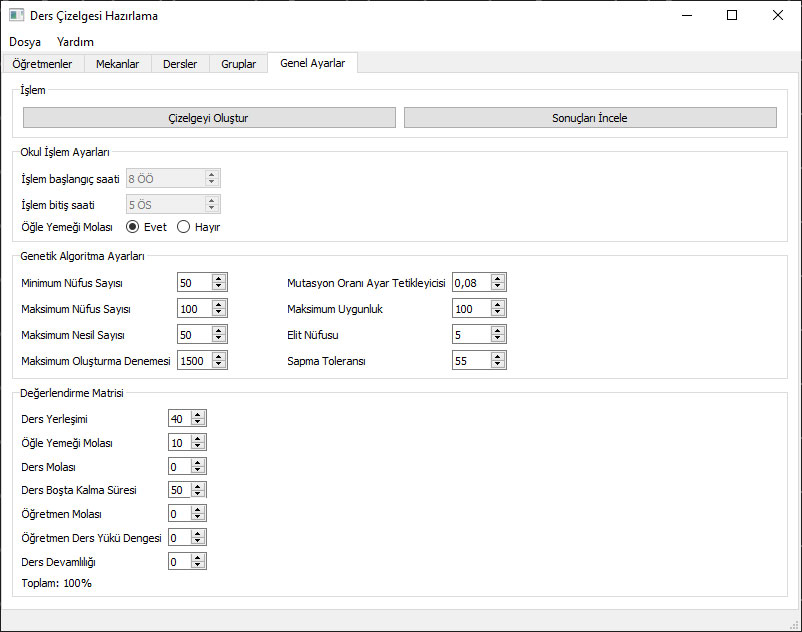 Ders Çizelgesi Hazırlama
Dosya Yardım
Öğretmenler Mekanlar Dersler Gruplar Genel Ayarlar
İşlem
Çizelgeyi Oluştur Sonuçları İncele
Okul İşlem Ayarları
İşlem başlangıç saati 8 ÖÖ
İşlem bitiş saati 5 ÖS
Öğle Yemeği Molası Evet Hayır
Genetik Algoritma Ayarları
Minimum Nüfus Sayısı 50 Mutasyon Oranı Ayar Tetikleyicisi 0,08
Maksimum Nüfus Sayısı 100 Maksimum Uygunluk 100
Maksimum Nesil Sayısı 50 Elit Nüfusu 5
Maksimum Oluşturma Denemesi 1500 Sapma Toleransı 55
Değerlendirme Matrisi
Ders Yerleşimi 40
Öğle Yemeği Molası 10
Ders Molası 0
Ders Boşta Kalma Süresi 50
Öğretmen Molası 0
Öğretmen Ders Yükü Dengesi 0
Ders Devamlılığı 0
Toplam: 100%